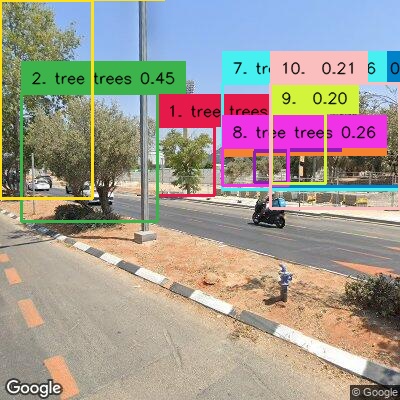 7. tre
10. 0.21
6
0
2. tree trees 0.45
9. 0.20
1. tree trees
8. tree trees 0.26
Google
© Google